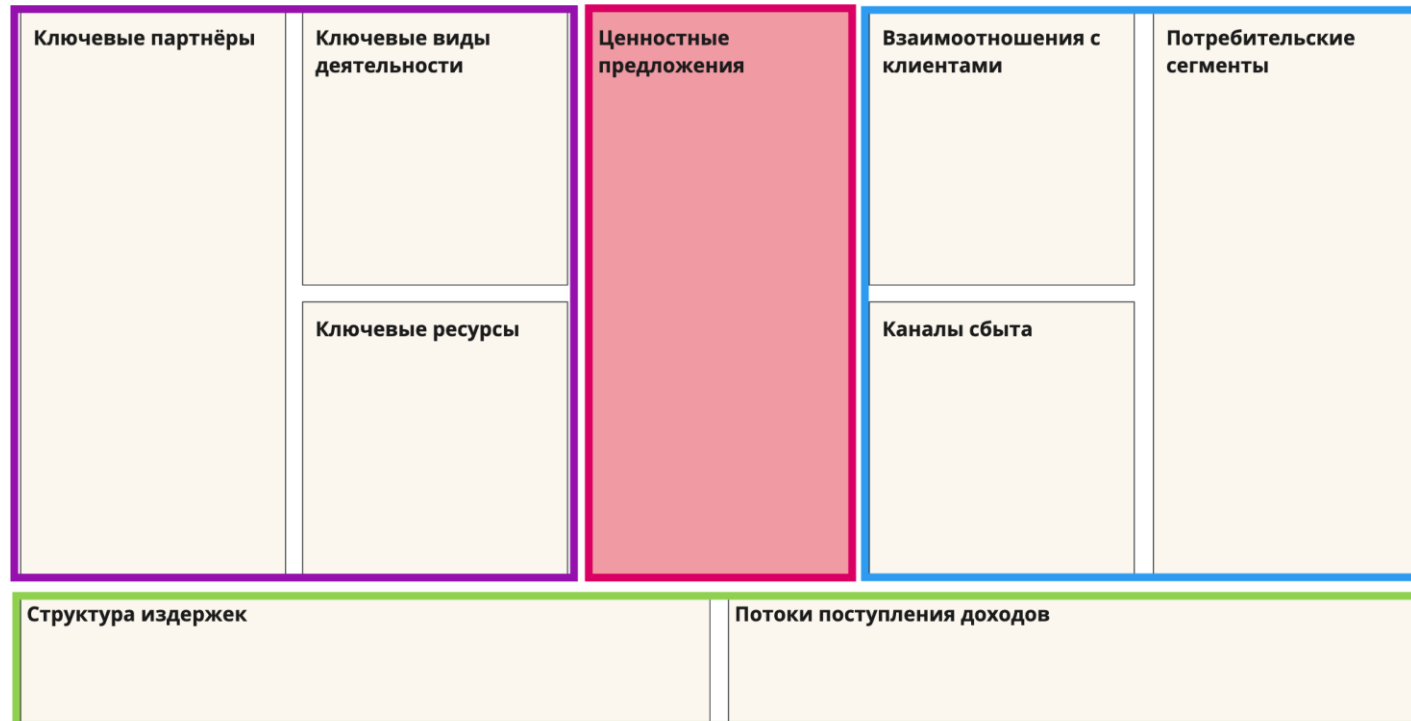 Ключевые партнёры
Ключевые виды
деятельности
Ключевые ресурсы
Ценностные
предложения
Взаимоотношения с
клиентами
Каналы сбыта
Потребительские
сегменты
Структура издержек
Потоки поступления доходов